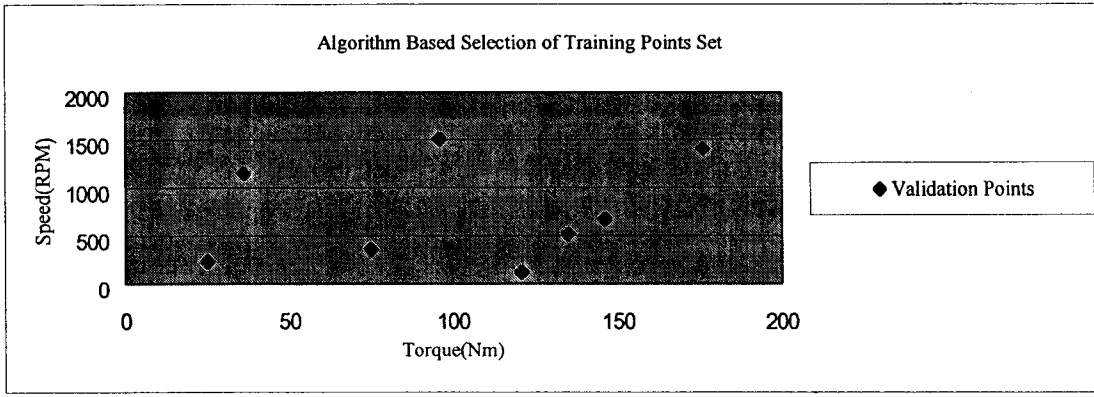 Algorithm Based Selection of Training Points Set
Speed(RPM)
2000
1500
1000
500
0
0 50 100 150 200
Torque(Nm)
Validation Points